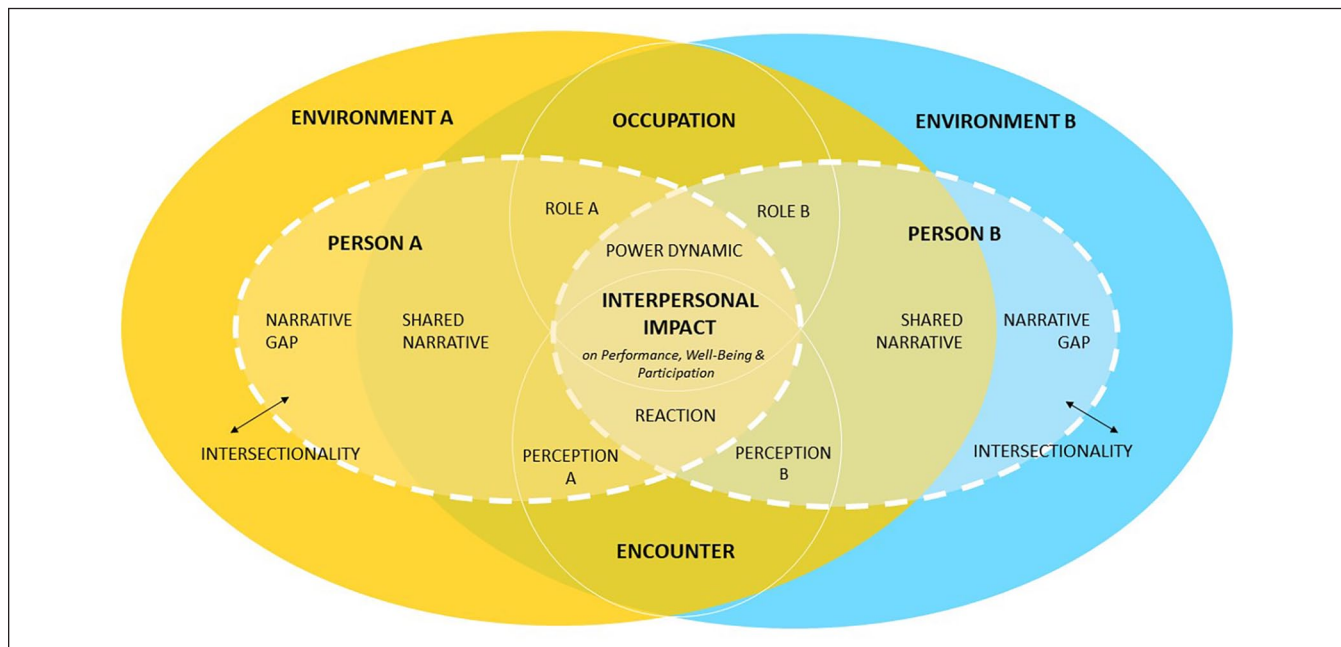 ENVIRONMENT A
OCCUPATION
ENVIRONMENT B
ROLE A
ROLE B
PERSON A
PERSON B
POWER DYNAMIC
NARRATIVE
GAP
SHARED
NARRATIVE
INTERPERSONAL
IMPACT
on Performance, Well-Being &
Participation
SHARED
NARRATIVE
NARRATIVE
GAP
REACTION
INTERSECTIONALITY
PERCEPTION
A
PERCEPTION
B
INTERSECTIONALITY
ENCOUNTER